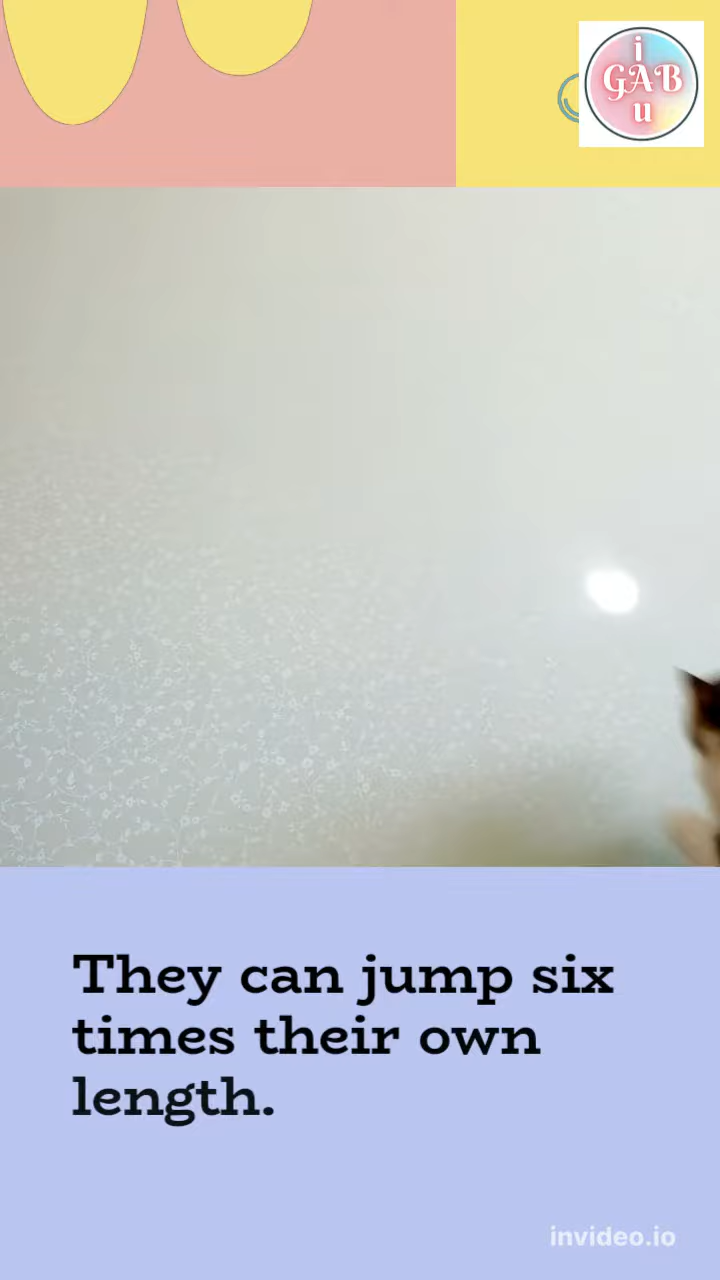 i
GAB
u
They can jump six
times their own
length.
invideo.io